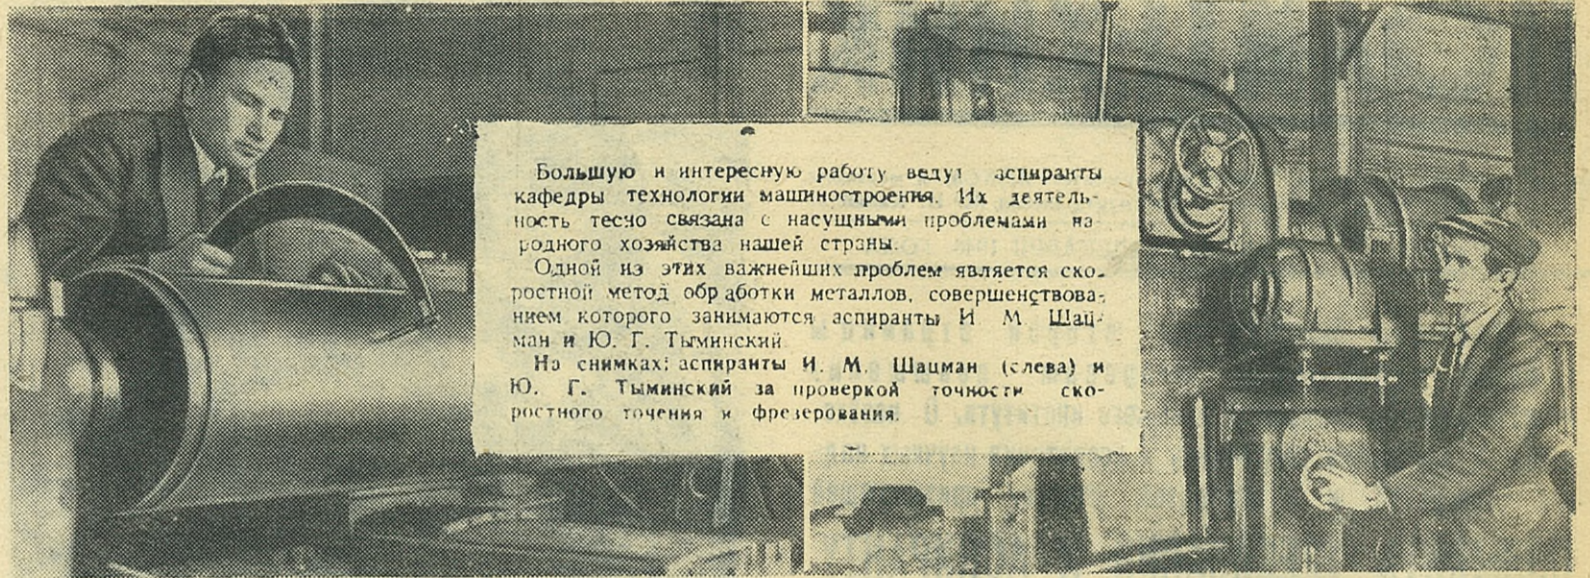 Большую и интересную работу ведут аспиранты
кафедры технологии машиностроения. Их деятель-
ность тесно связана с насущными проблемами на-
родного хозяйства нашей страны.
Одной из этих важнейших проблем является ско-
ростной метод обработки металлов, совершенствова-
нием которого занимаются аспиранты И. М. Шац-
ман и Ю. Г. Тыминский.
На снимках: аспиранты И. М. Шацман (слева) и
Ю. Г. Тыминский за проверкой точности ско-
ростного точения и фрезерования.